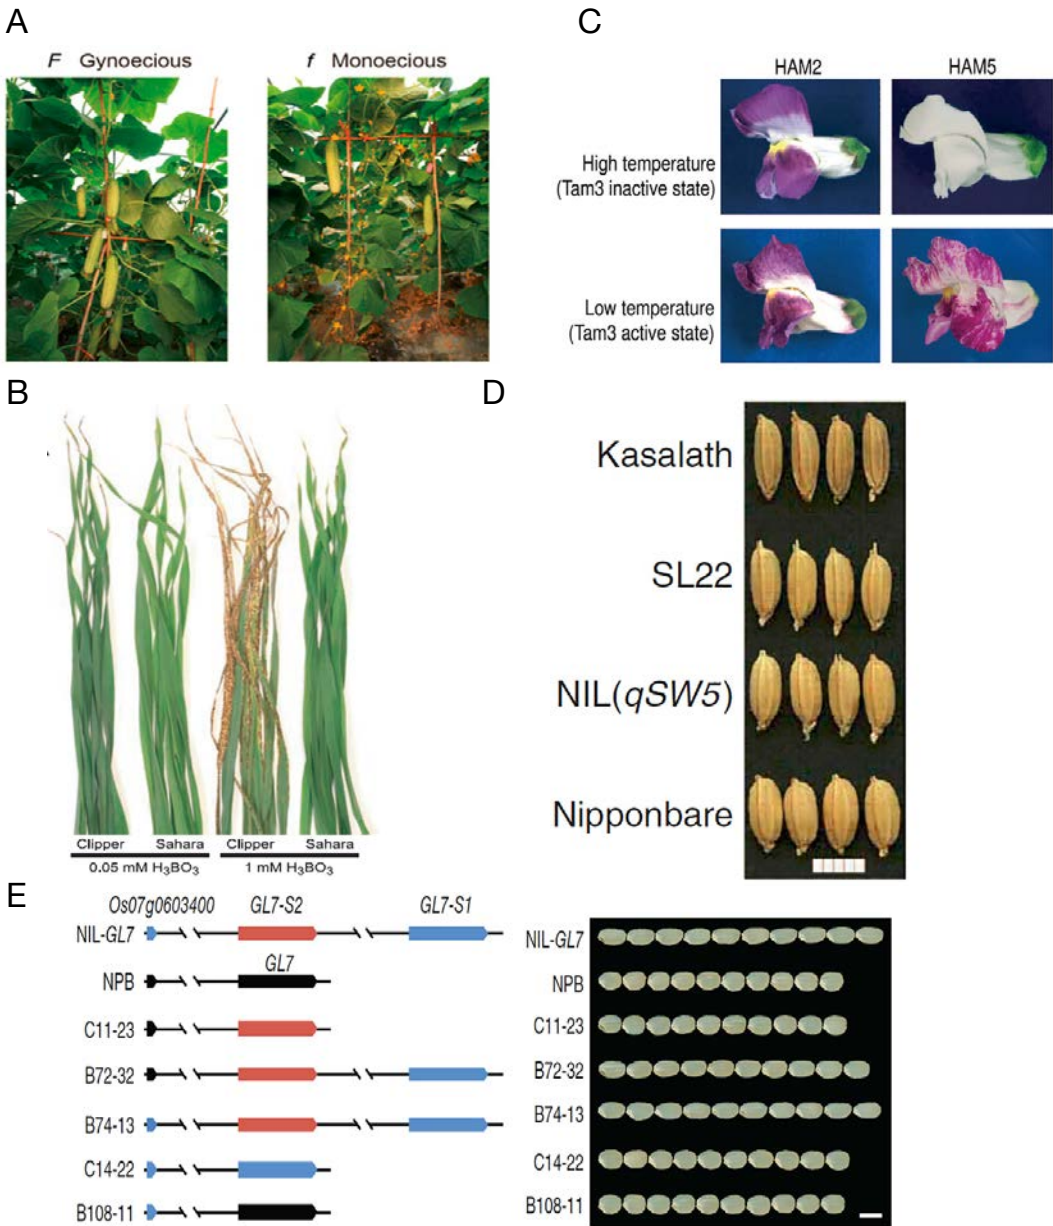 A
F Gynoecious
f Monoecious
C
HAM2 HAM5
High temperature
(Tam3 inactive state)
Low temperature
(Tam3 active state)
B
Clipper Sahara Clipper Sahara
0.05 mM H₃BO₃ 1 mM H₃BO₃
D
Kasalath
SL22
NIL(qSW5)
Nipponbare
E
Os07g0603400 GL7-S2 GL7-S1
NIL-GL7
GL7
NPB
C11-23
B72-32
B74-13
C14-22
B108-11
NIL-GL7
NPB
C11-23
B72-32
B74-13
C14-22
B108-11